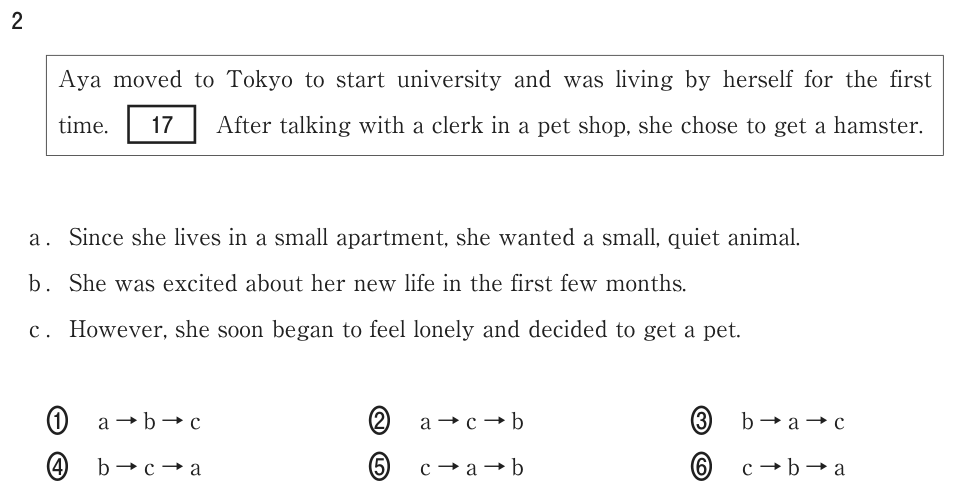 2
Aya moved to Tokyo to start university and was living by herself for the first
time. 17 After talking with a clerk in a pet shop, she chose to get a hamster.
a. Since she lives in a small apartment, she wanted a small, quiet animal.
b. She was excited about her new life in the first few months.
c. However, she soon began to feel lonely and decided to get a pet.
① a → b → c ② a → c → b ③ b → a → c
④ b → c → a ⑤ c → a → b ⑥ c → b → a